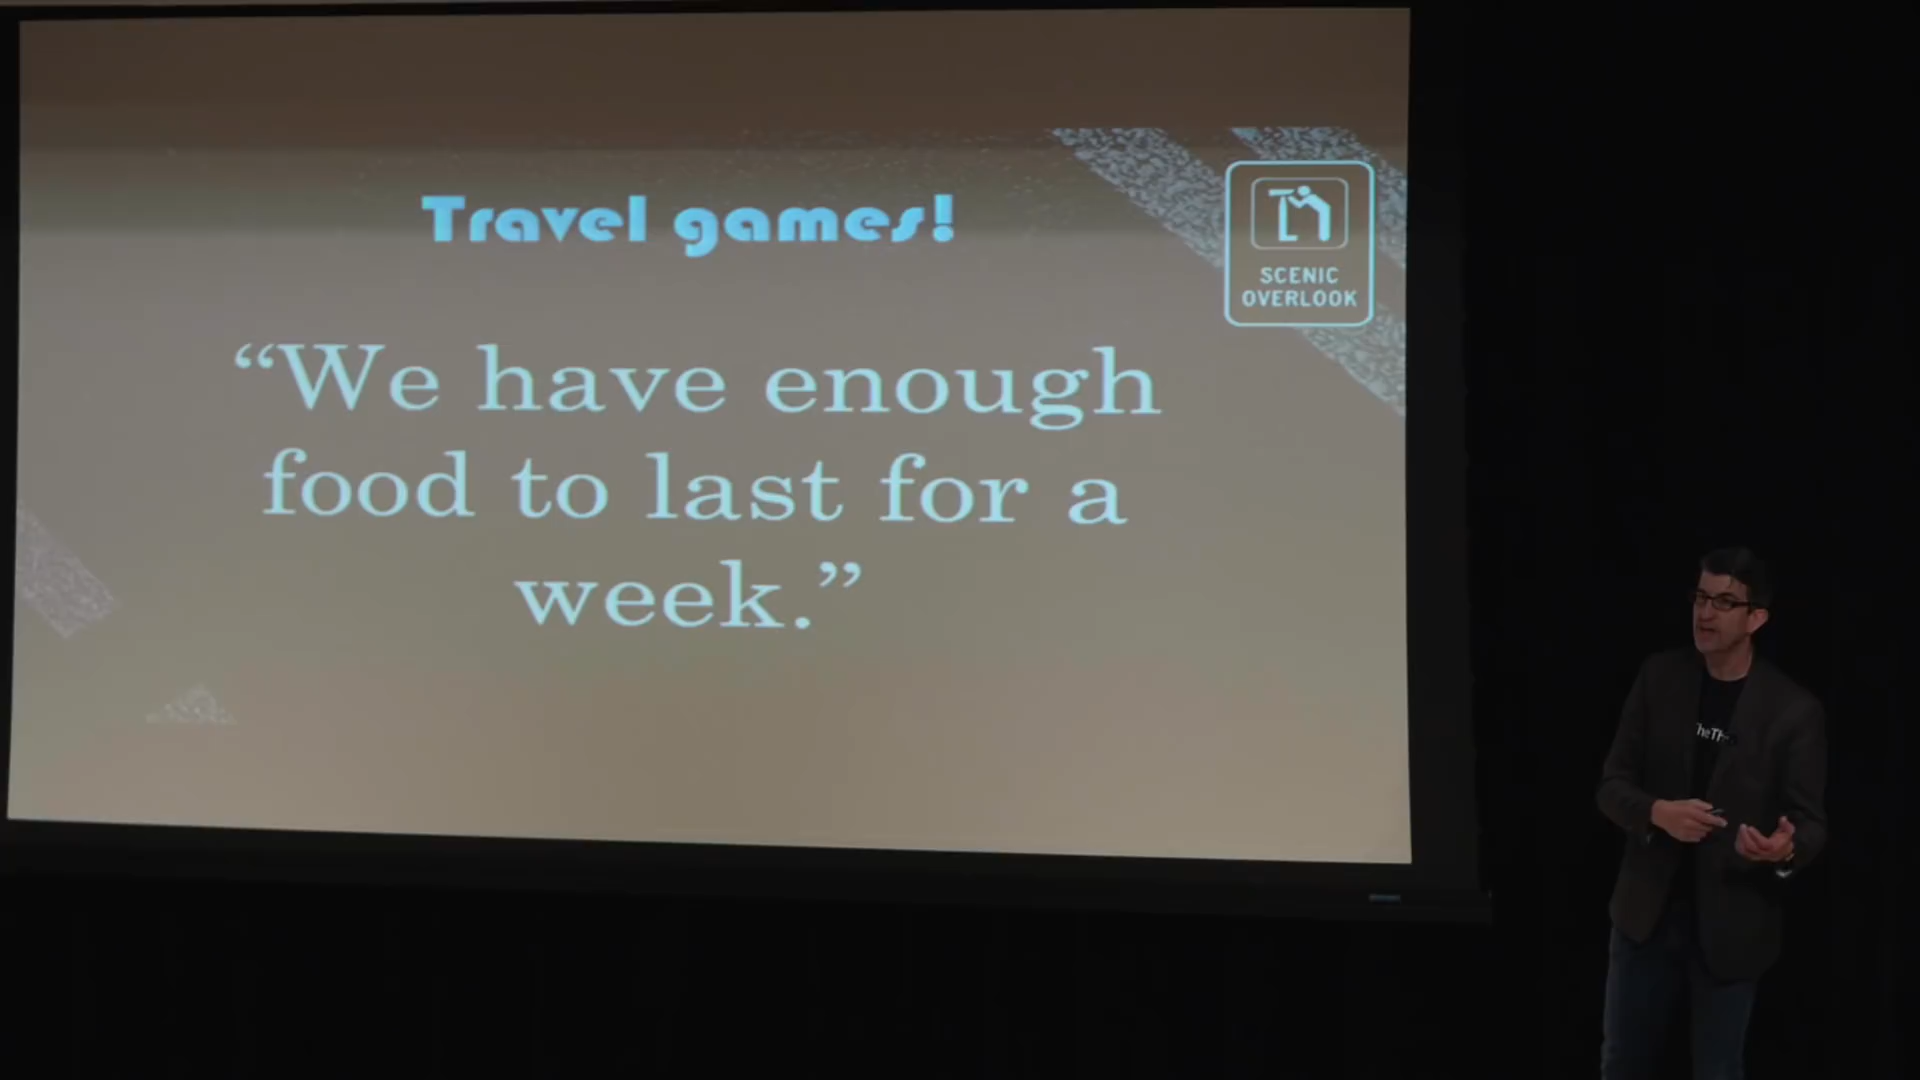 Travel games!
SCENIC
OVERLOOK
“We have enough
food to last for a
week.”